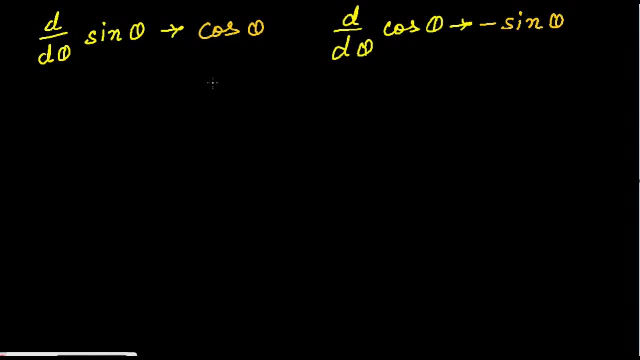 d/dθ sin θ → cos θ
d/dθ cos θ → - sin θ